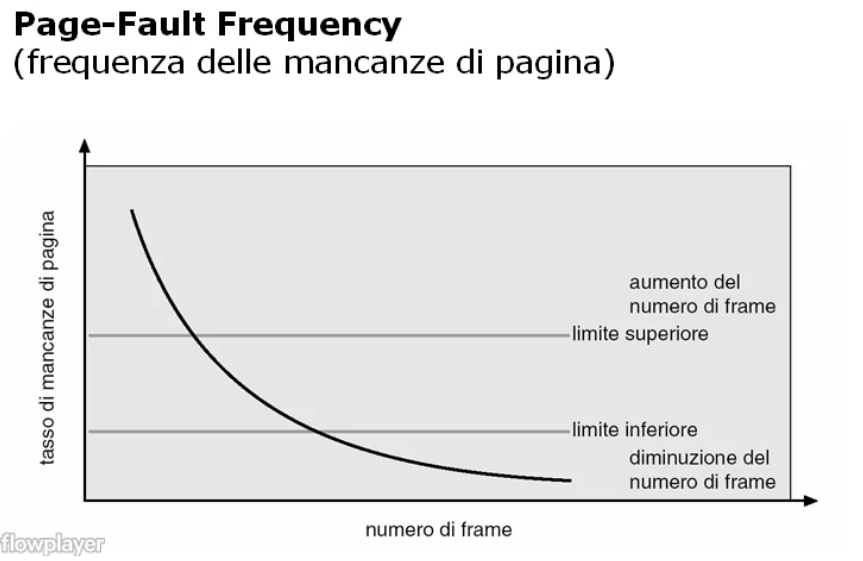 Page-Fault Frequency
(frequenza delle mancanze di pagina)
tasso di mancanze di pagina
aumento del
numero di frame
limite superiore
limite inferiore
diminuzione del
numero di frame
numero di frame
flowplayer